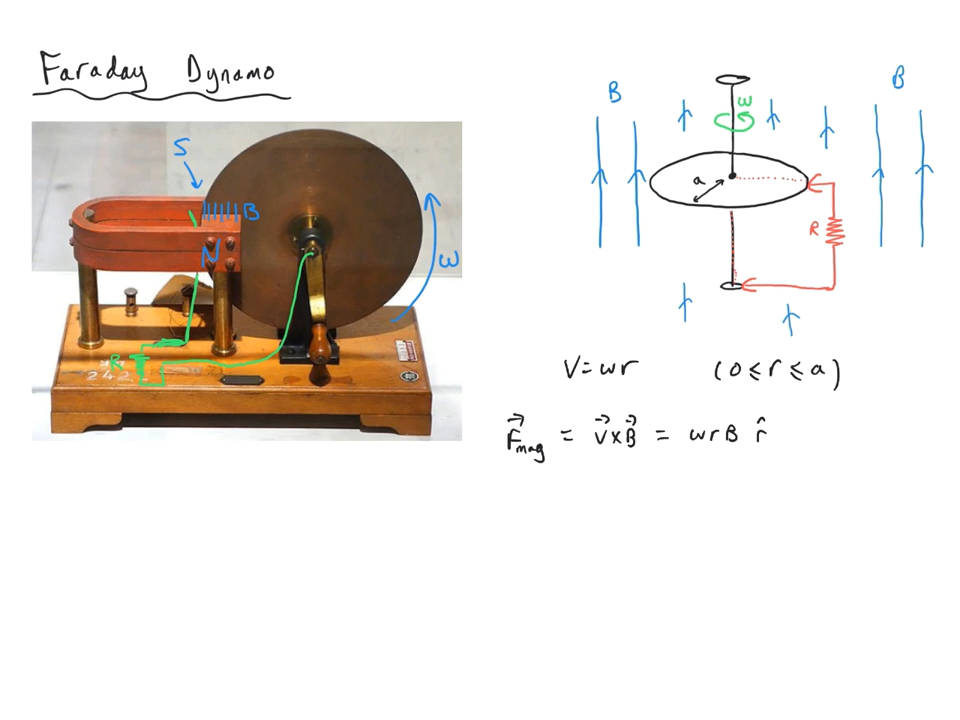 Faraday Dynamo
S
B
N
ω
R
242
B
B
ω
a
R
V = ωr (0 ≤ r ≤ a)
F⃗mag = v⃗ × B⃗ = ωrB r̂